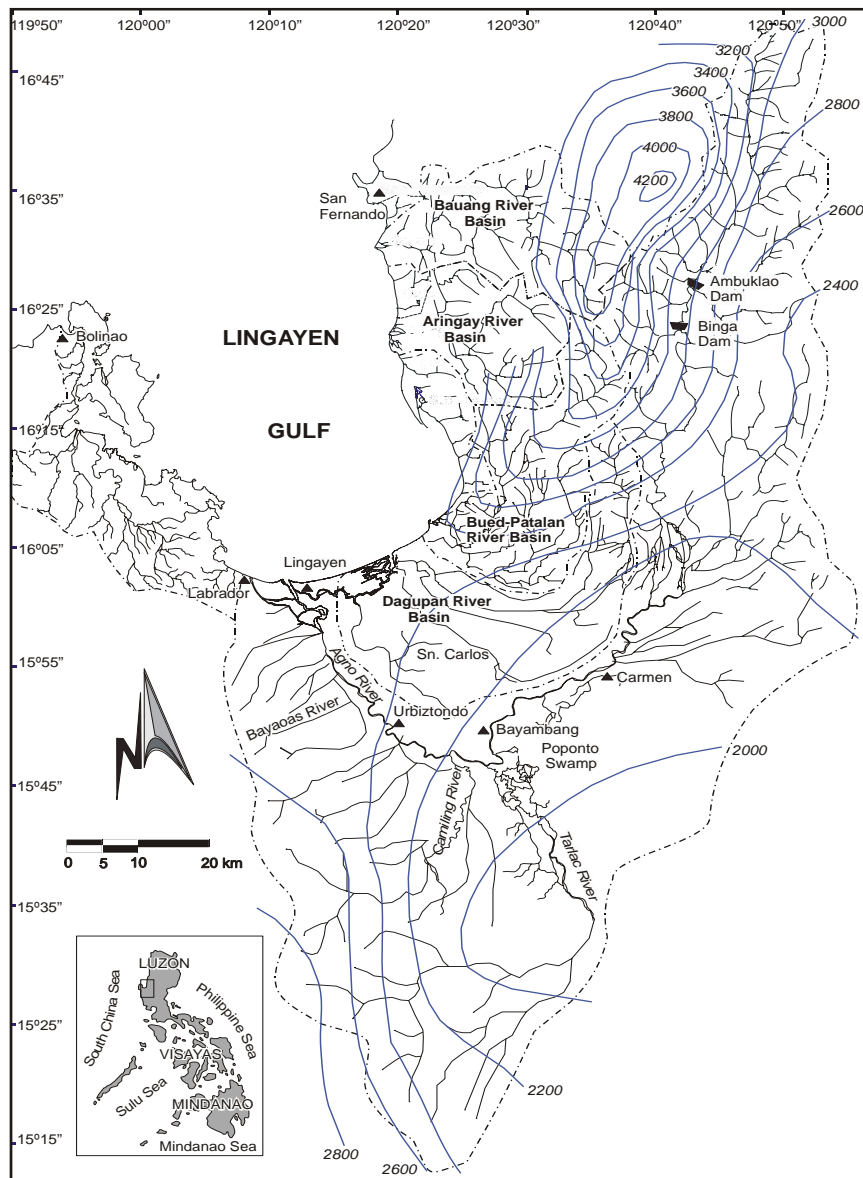 119º50”
120º00”
120º10”
120º20”
120º30”
120º40”
120º50”
3000
16º45”
3200
3400
3600
2800
3800
4000
4200
16º35”
San
Fernando
Bauang River
Basin
2600
Ambuklao
Dam
2400
16º25”
Bolinao
LINGAYEN
Aringay River
Basin
Binga
Dam
GULF
16º15”
Bued-Patalan
River Basin
16º05”
Lingayen
Labrador
Dagupan River
Basin
Sn. Carlos
15º55”
Agno River
Carmen
Bayaoas River
Urbiztondo
Bayambang
Poponto
Swamp
2000
N
15º45”
Camiling River
Tarlac River
0 5 10 20 km
15º35”
LUZON
South China Sea
Philippine Sea
15º25”
VISAYAS
Sulu Sea
MINDANAO
2200
15º15”
Mindanao Sea
2800
2600